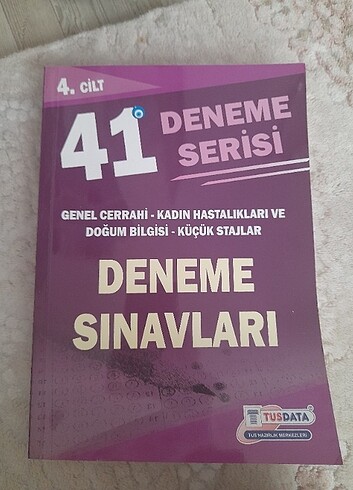 4. CİLT
41 DENEME
SERİSİ
GENEL CERRAHİ - KADIN HASTALIKLARI VE
DOĞUM BİLGİSİ - KÜÇÜK STAJLAR
DENEME
SINAVLARI
TUSDATA
TUS HAZIRLIK MERKEZLERİ